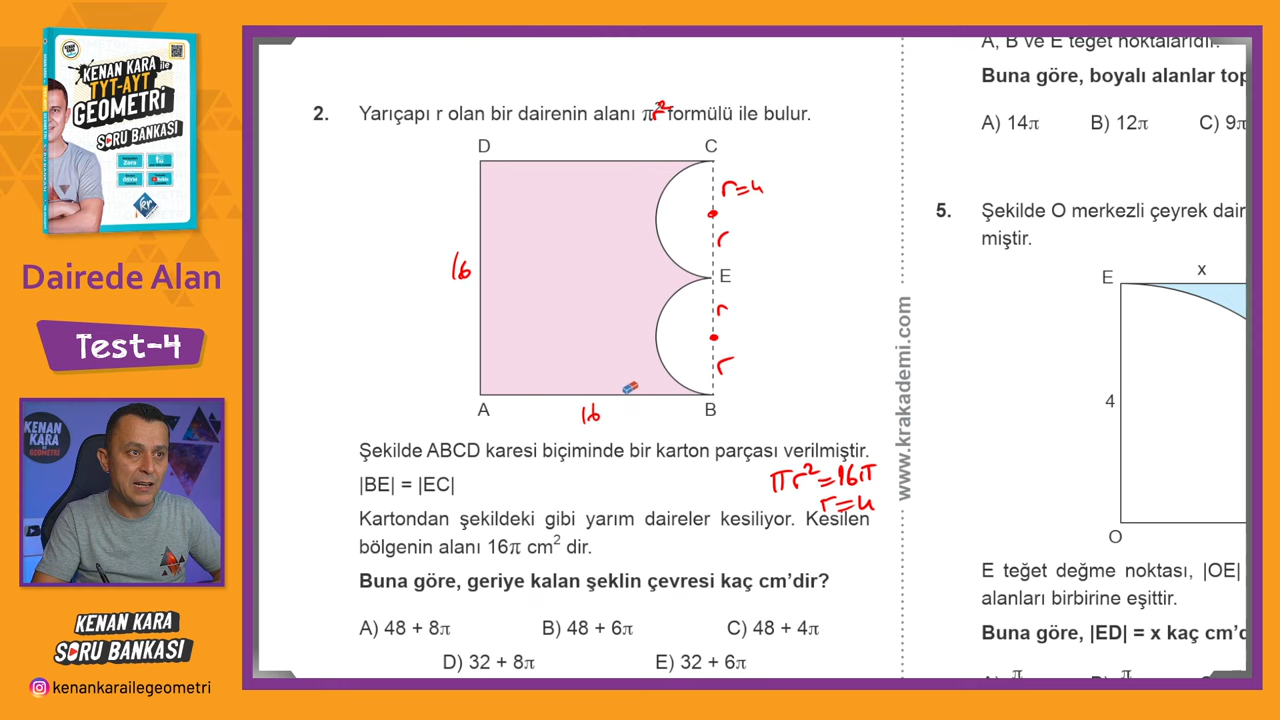 KENAN KARA ile
TYT-AYT
GEOMETRİ
SORU BANKASI
Dairede Alan
Test-4
KENAN KARA
ile
GEOMETRİ
KENAN KARA
SORU BANKASI
kenankarailegeometri
2. Yarıçapı r olan bir dairenin alanı πr² formülü ile bulur.
D C
r=4
r
16
E
r
r
A 16 B
Şekilde ABCD karesi biçiminde bir karton parçası verilmiştir.
|BE| = |EC|
πr²=16π
r=4
Kartondan şekildeki gibi yarım daireler kesiliyor. Kesilen
bölgenin alanı 16π cm² dir.
Buna göre, geriye kalan şeklin çevresi kaç cm’dir?
A) 48 + 8π B) 48 + 6π C) 48 + 4π
D) 32 + 8π E) 32 + 6π
www.krakademi.com
A, B ve E teğet noktalarıdır.
Buna göre, boyalı alanlar top
A) 14π B) 12π C) 9π
5. Şekilde O merkezli çeyrek dair
miştir.
E x
4
O
E teğet değme noktası, |OE|
alanları birbirine eşittir.
Buna göre, |ED| = x kaç cm’d